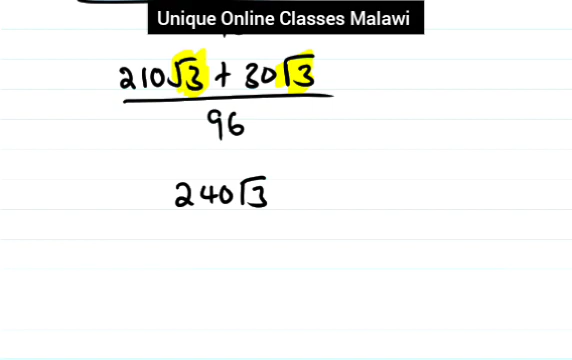 Unique Online Classes Malawi
210√3 + 30√3
96
240√3